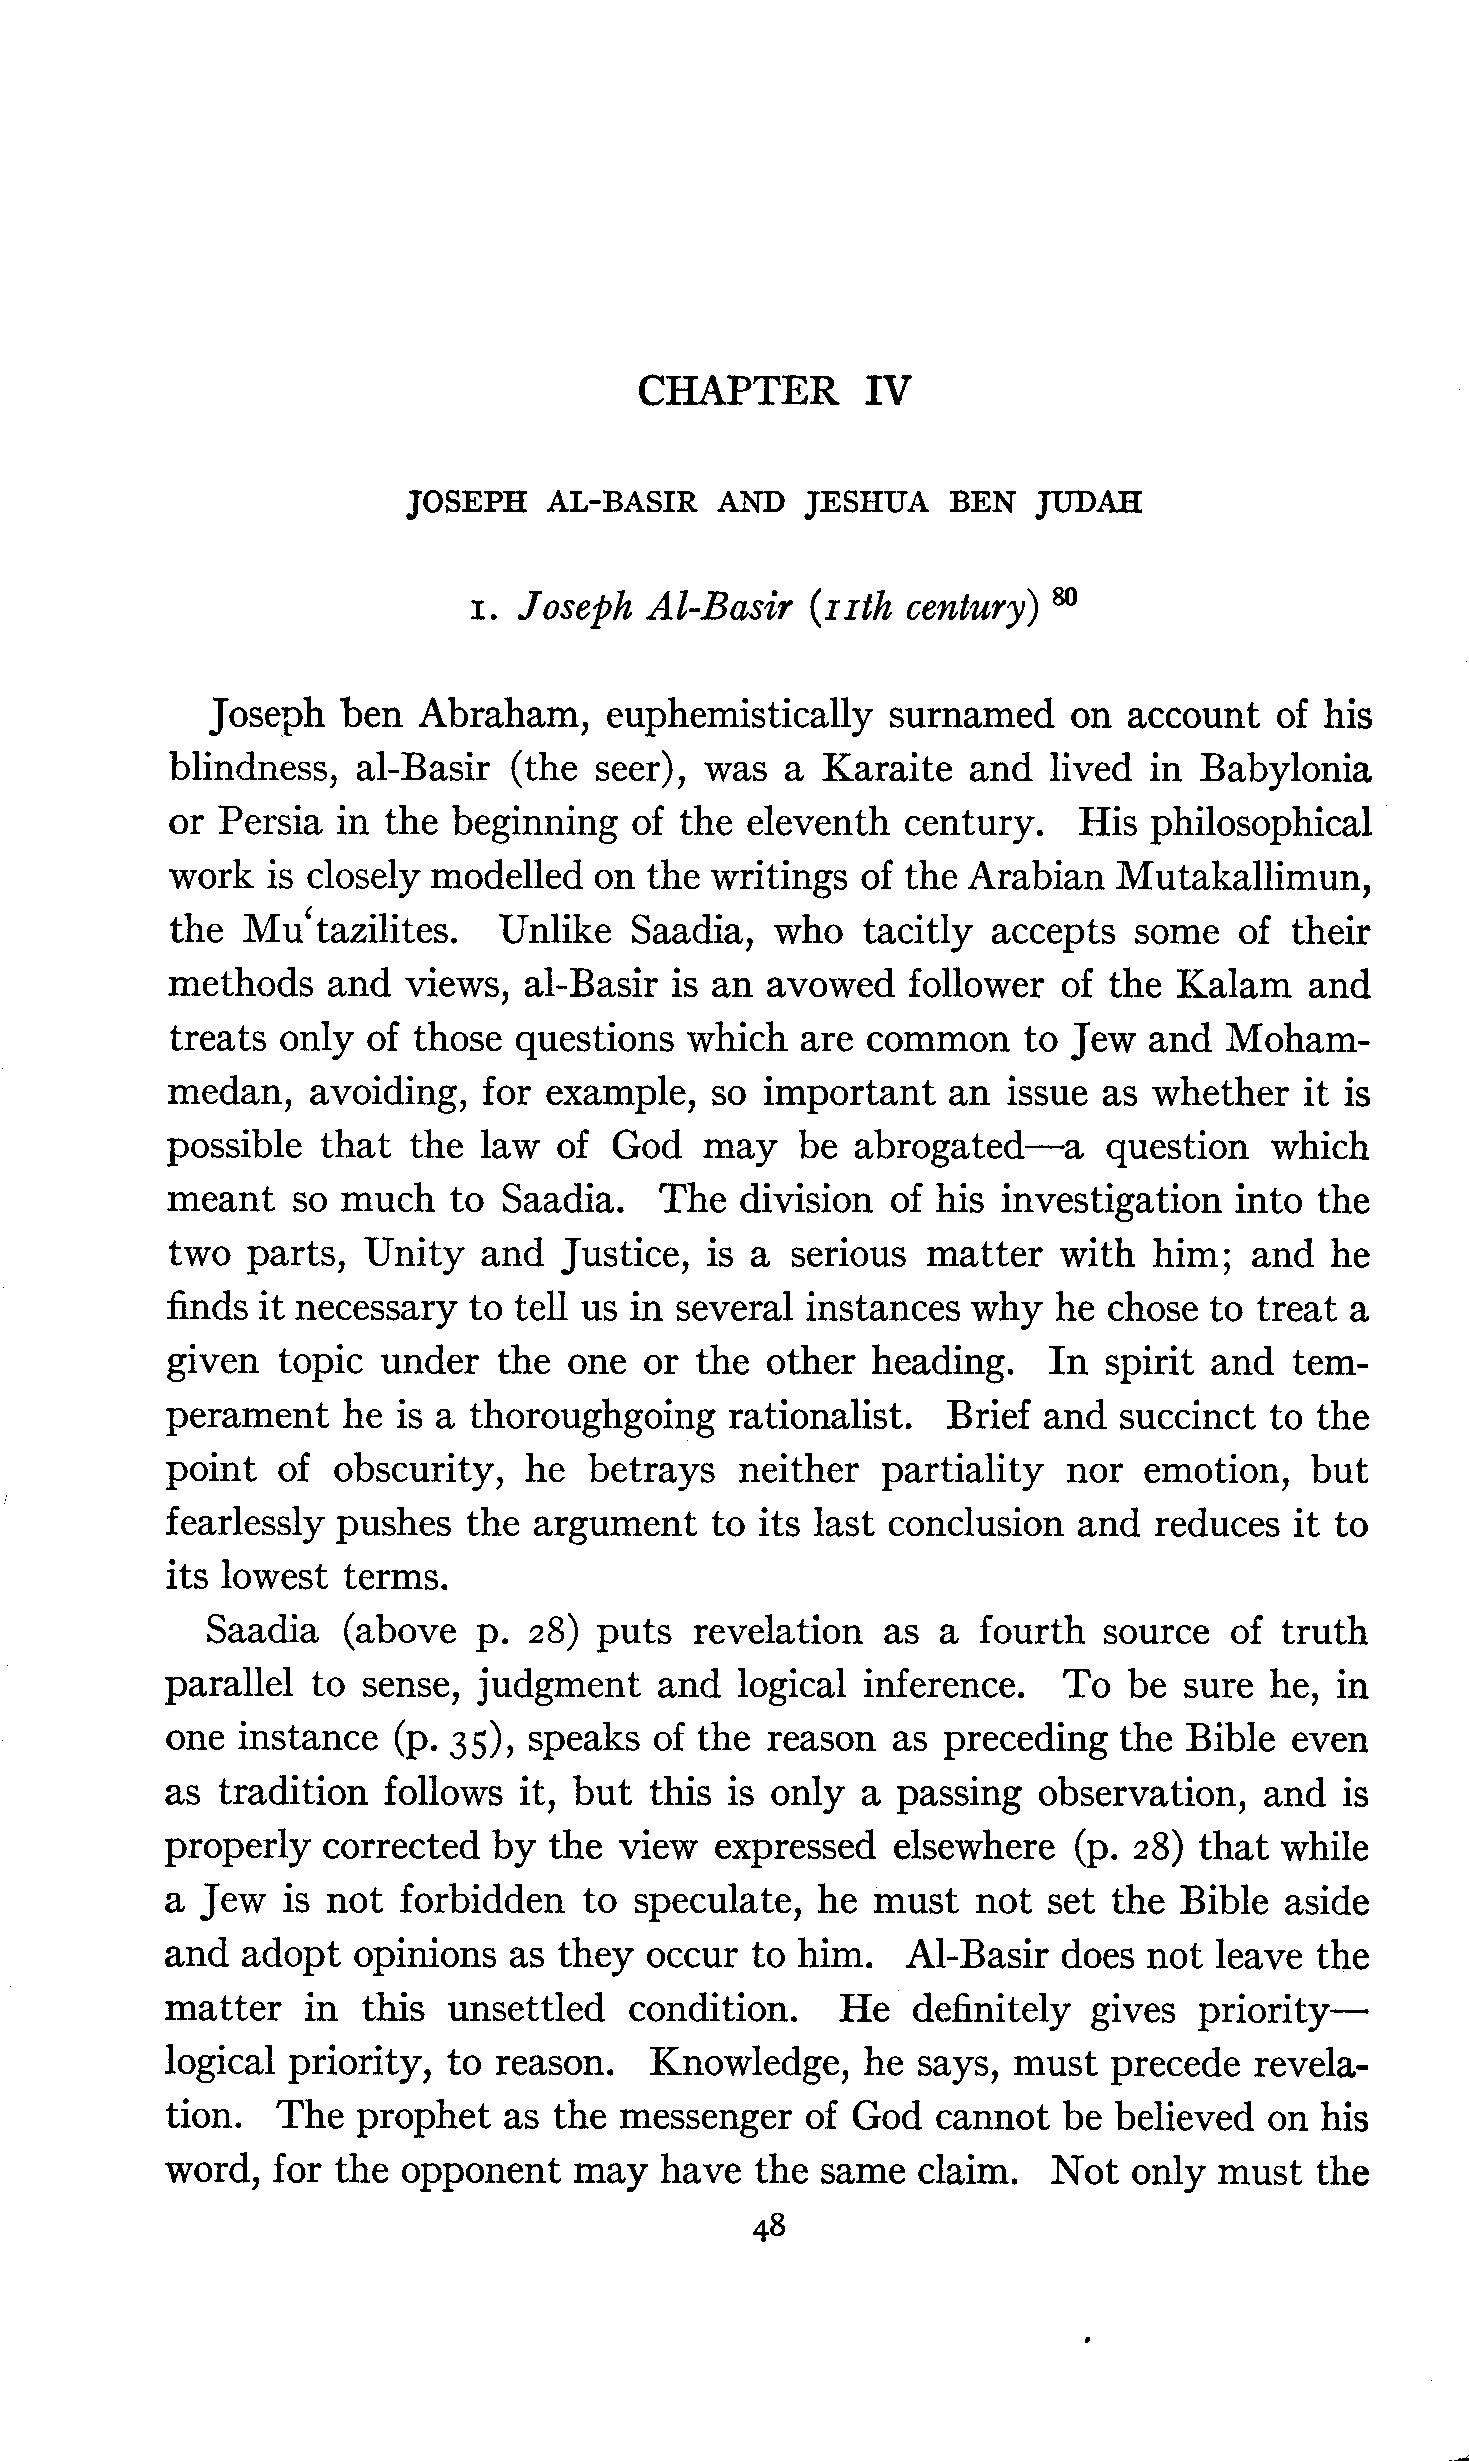 CHAPTER IV
JOSEPH AL-BASIR AND JESHUA BEN JUDAH
1. Joseph Al-Basir (11th century) 80
Joseph ben Abraham, euphemistically surnamed on account of his
blindness, al-Basir (the seer), was a Karaite and lived in Babylonia
or Persia in the beginning of the eleventh century. His philosophical
work is closely modelled on the writings of the Arabian Mutakallimun,
the Muʿtazilites. Unlike Saadia, who tacitly accepts some of their
methods and views, al-Basir is an avowed follower of the Kalam and
treats only of those questions which are common to Jew and Moham-
medan, avoiding, for example, so important an issue as whether it is
possible that the law of God may be abrogated—a question which
meant so much to Saadia. The division of his investigation into the
two parts, Unity and Justice, is a serious matter with him; and he
finds it necessary to tell us in several instances why he chose to treat a
given topic under the one or the other heading. In spirit and tem-
perament he is a thoroughgoing rationalist. Brief and succinct to the
point of obscurity, he betrays neither partiality nor emotion, but
fearlessly pushes the argument to its last conclusion and reduces it to
its lowest terms.
Saadia (above p. 28) puts revelation as a fourth source of truth
parallel to sense, judgment and logical inference. To be sure he, in
one instance (p. 35), speaks of the reason as preceding the Bible even
as tradition follows it, but this is only a passing observation, and is
properly corrected by the view expressed elsewhere (p. 28) that while
a Jew is not forbidden to speculate, he must not set the Bible aside
and adopt opinions as they occur to him. Al-Basir does not leave the
matter in this unsettled condition. He definitely gives priority—
logical priority, to reason. Knowledge, he says, must precede revela-
tion. The prophet as the messenger of God cannot be believed on his
word, for the opponent may have the same claim. Not only must the
48